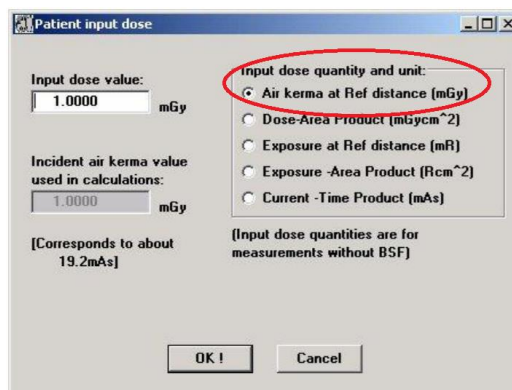 Patient input dose
Input dose value:
1.0000
mGy
Incident air kerma value
used in calculations:
1.0000
mGy
[Corresponds to about
19.2mAs]
Input dose quantity and unit:
Air kerma at Ref distance (mGy)
Dose-Area Product (mGycm^2)
Exposure at Ref distance (mR)
Exposure -Area Product (Rcm^2)
Current -Time Product (mAs)
(Input dose quantities are for
measurements without BSF)
OK !
Cancel